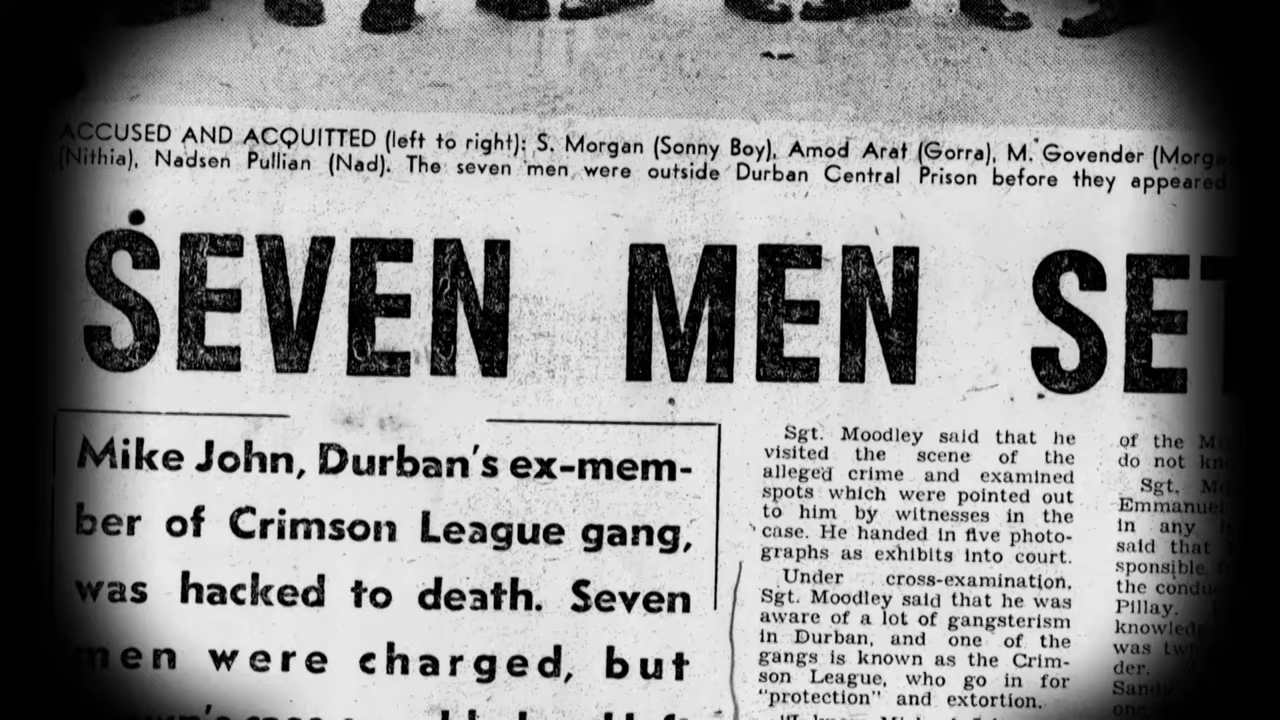 ACCUSED AND ACQUITTED (left to right): S. Morgan (Sonny Boy), Amod Arat (Gorra), M. Govender (Morga
(Nithia), Nadsen Pullian (Nad). The seven men were outside Durban Central Prison before they appeared
SEVEN MEN SET
Mike John, Durban's ex-mem-
ber of Crimson League gang,
was hacked to death. Seven
men were charged, but
Sgt. Moodley said that he
visited the scene of the
alleged crime and examined
spots which were pointed out
to him by witnesses in the
case. He handed in five photo-
graphs as exhibits into court.
Under cross-examination,
Sgt. Moodley said that he was
aware of a lot of gangsterism
in Durban, and one of the
gangs is known as the Crim-
son League, who go in for
"protection" and extortion.
of the
do not
Sgt.
Emmanuel
in any
said that
sponsible
the
Pillay.
was
der.